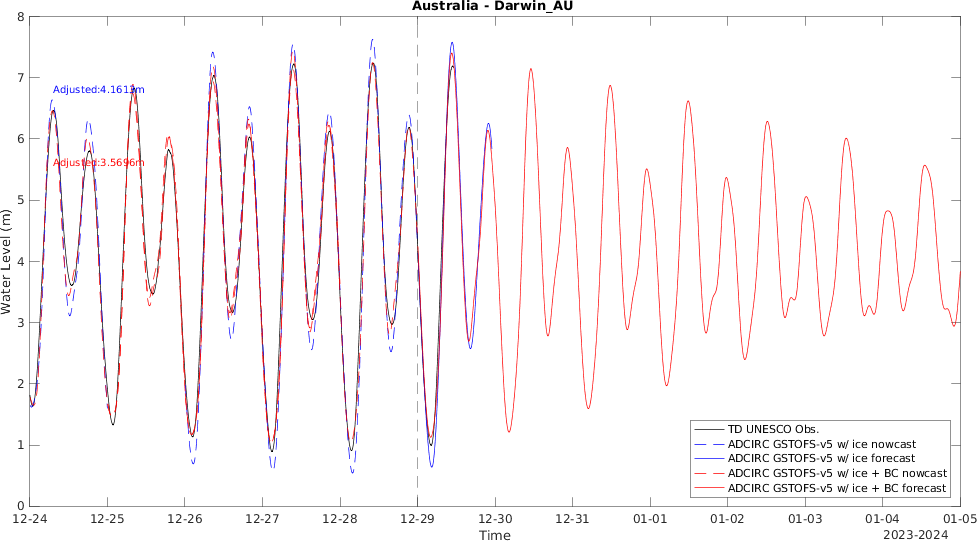 Australia - Darwin_AU
8
7
6
5
4
3
2
1
0
Water Level (m)
Adjusted:4.1613m
Adjusted:3.5696m
TD UNESCO Obs.
ADCIRC GSTOFS-v5 w/ ice nowcast
ADCIRC GSTOFS-v5 w/ ice forecast
ADCIRC GSTOFS-v5 w/ ice + BC nowcast
ADCIRC GSTOFS-v5 w/ ice + BC forecast
12-24 12-25 12-26 12-27 12-28 12-29 12-30 12-31 01-01 01-02 01-03 01-04 01-05
Time
2023-2024